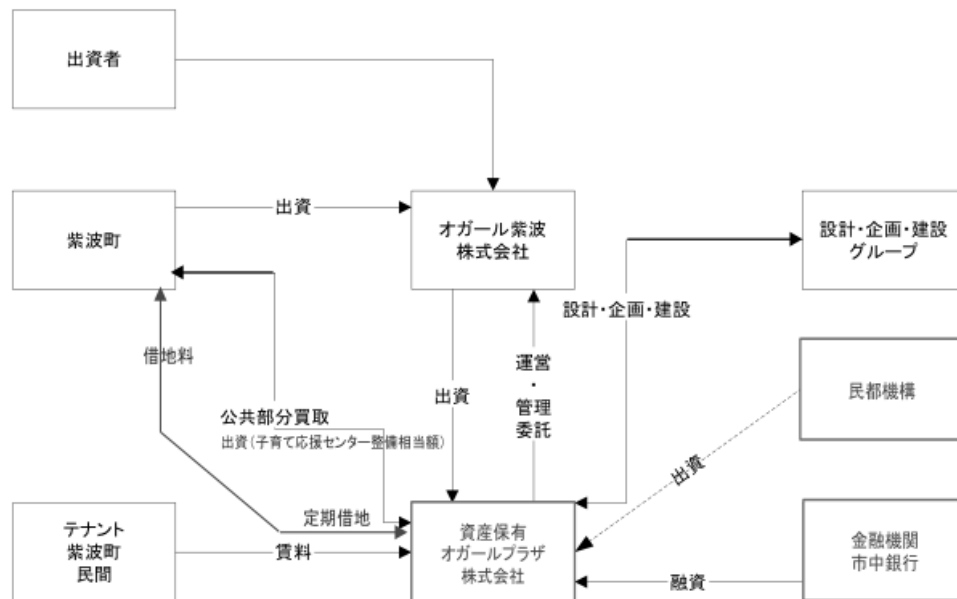 出資者
紫波町
出資
オガール紫波
株式会社
設計・企画・建設
グループ
設計・企画・建設
借地料
運営
・
管理
委託
出資
民都機構
公共部分買取
出資（子育て応援センター整備相当額）
出資
定期借地
テナント
紫波町
民間
賃料
資産保有
オガールプラザ
株式会社
融資
金融機関
市中銀行